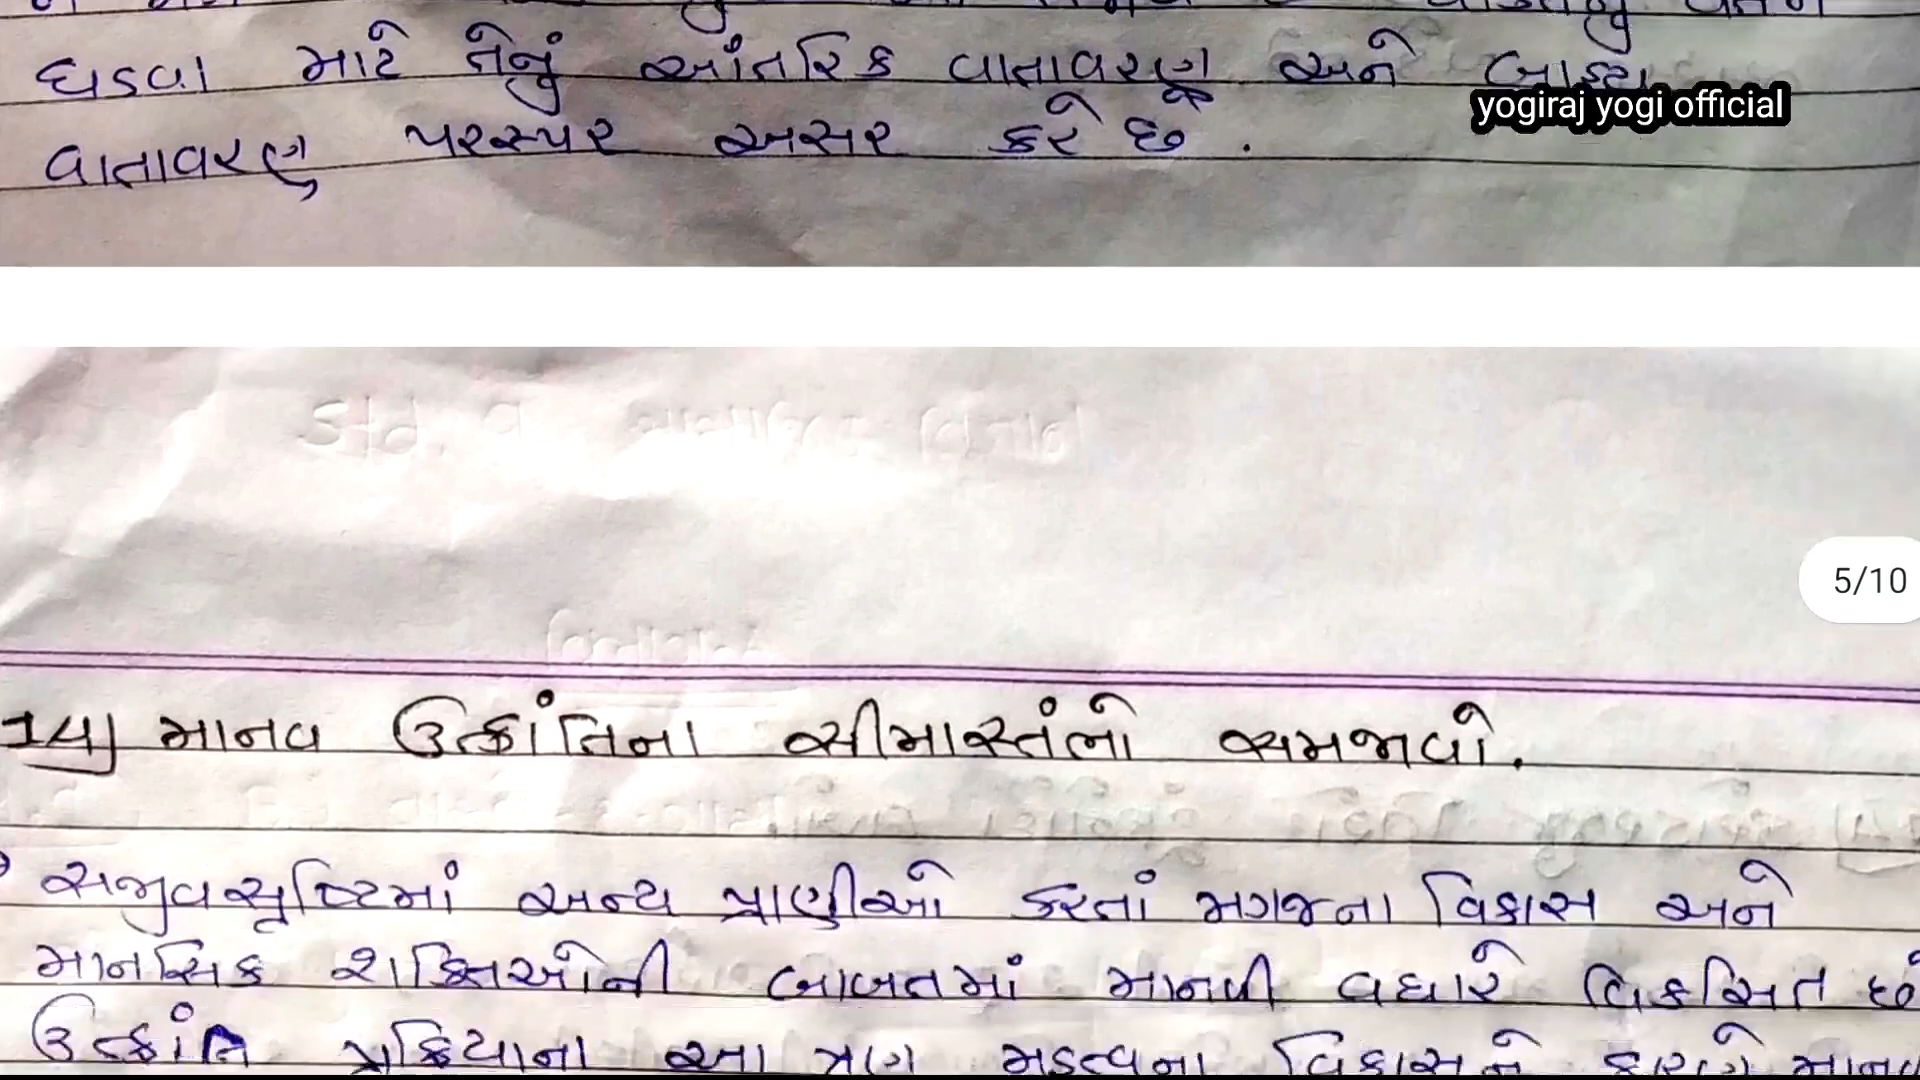 ઘડવા માટે તેનું આંતરિક વાતાવરણ અને બાહ્ય
yogiraj yogi official
વાતાવરણ પરસ્પર અસર કરે છે.
5/10
14) માનવ ઉત્ક્રાંતિના સીમાસ્તંભો સમજાવો.
સજીવસૃષ્ટિમાં અન્ય પ્રાણીઓ કરતાં મગજના વિકાસ અને
માનસિક શક્તિઓની બાબતમાં માનવી વધારે વિકસિત છે
ઉત્ક્રાંતિ પ્રક્રિયાના આ ત્રણ મહત્વના વિકાસને કારણે માનવ